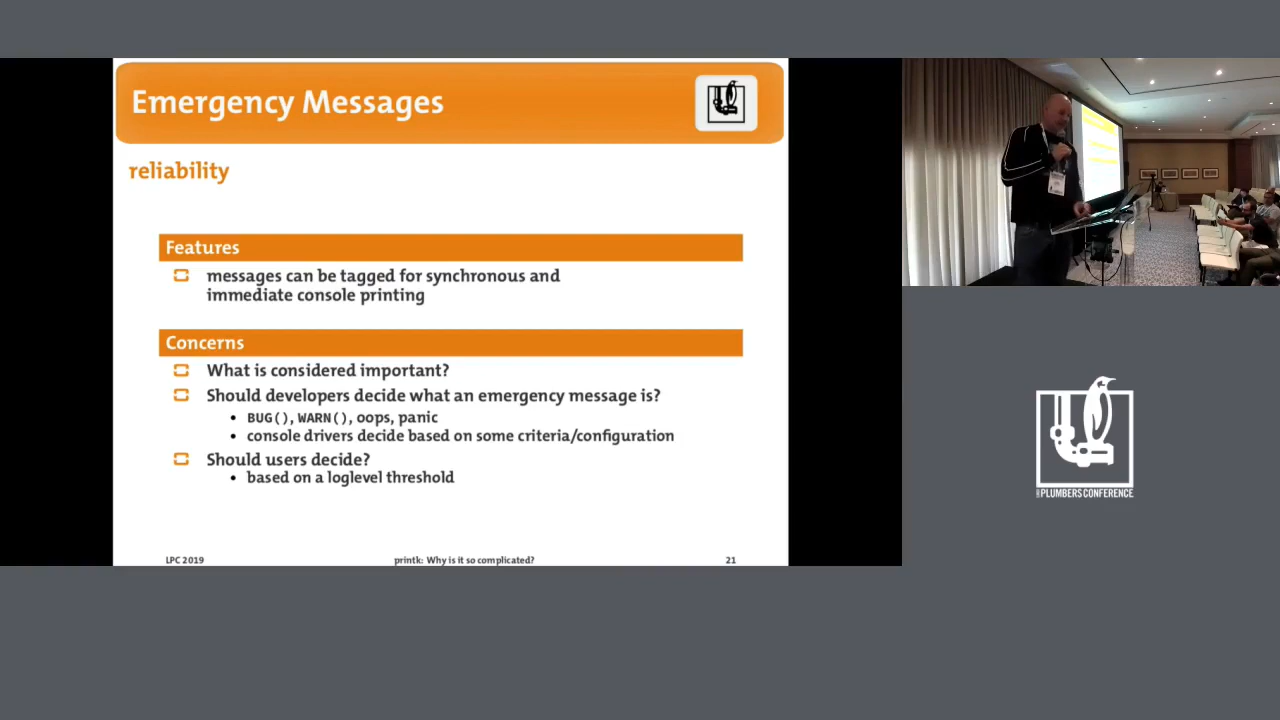 Emergency Messages
reliability
Features
messages can be tagged for synchronous and
immediate console printing
Concerns
What is considered important?
Should developers decide what an emergency message is?
• BUG(), WARN(), oops, panic
• console drivers decide based on some criteria/configuration
Should users decide?
• based on a loglevel threshold
LPC 2019
printk: Why is it so complicated?
21
PLUMBERS CONFERENCE